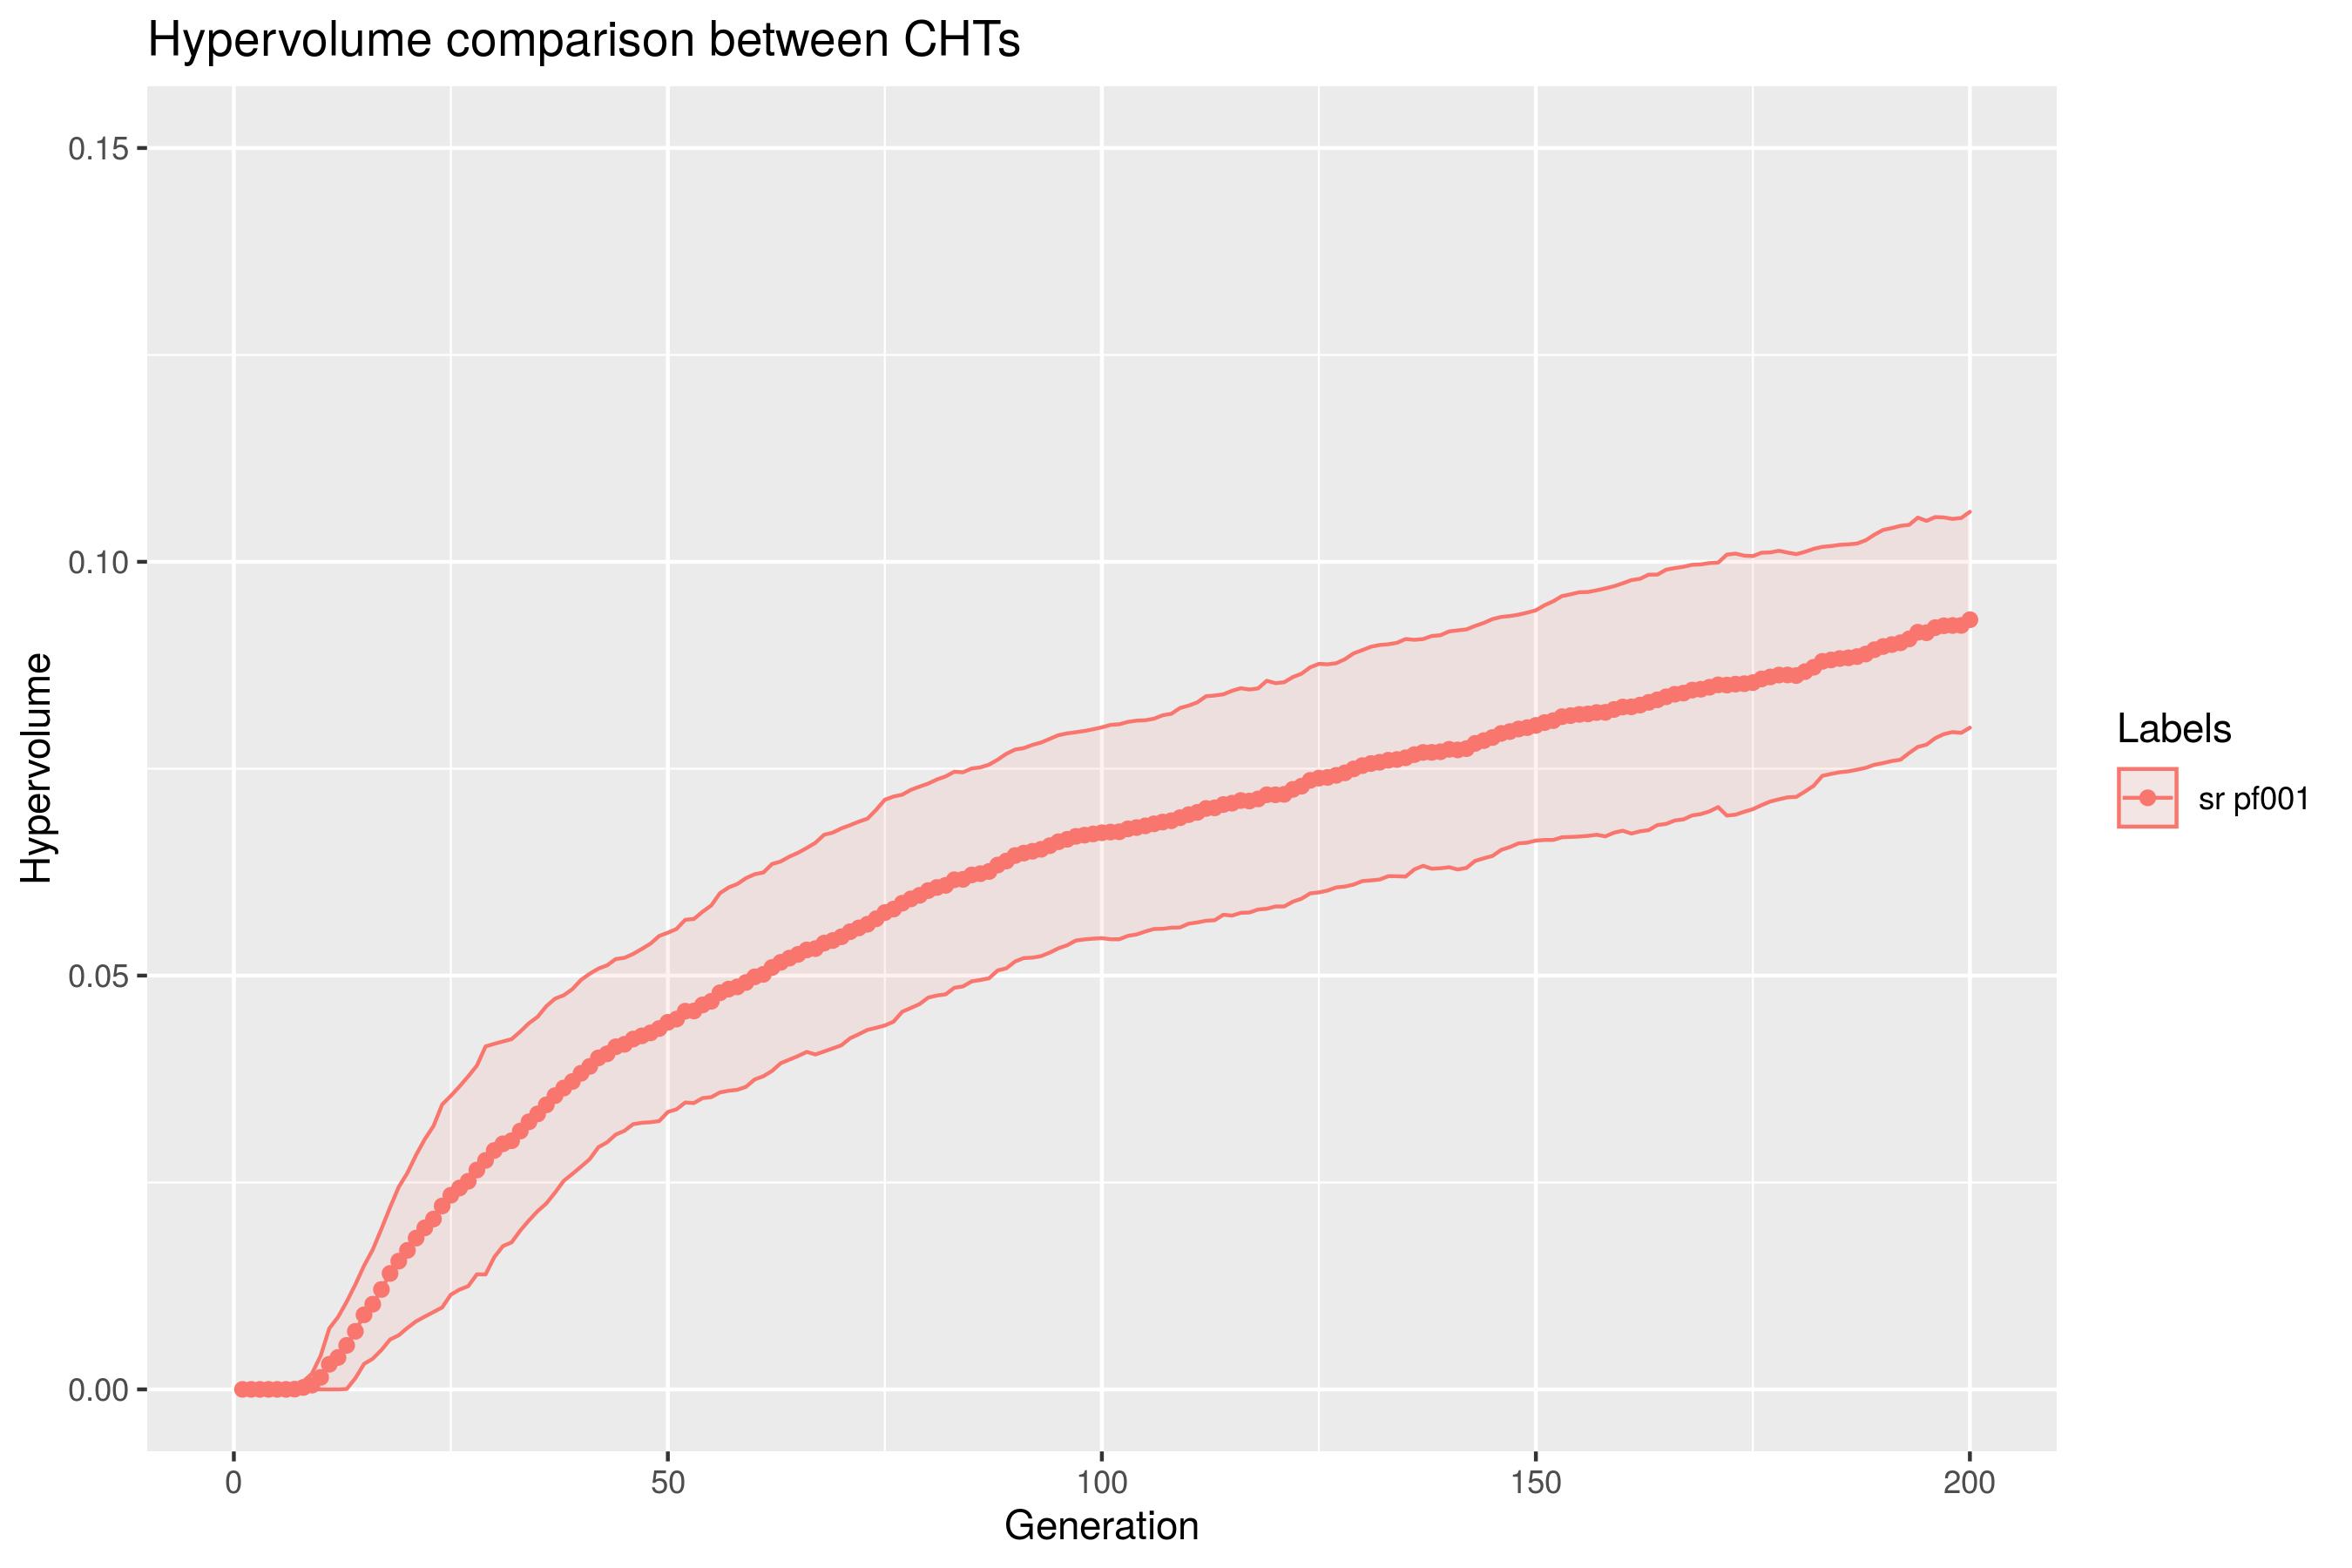 Hypervolume comparison between CHTs
0.15
0.10
0.05
0.00
Hypervolume
0 50 100 150 200
Generation
Labels
sr pf001